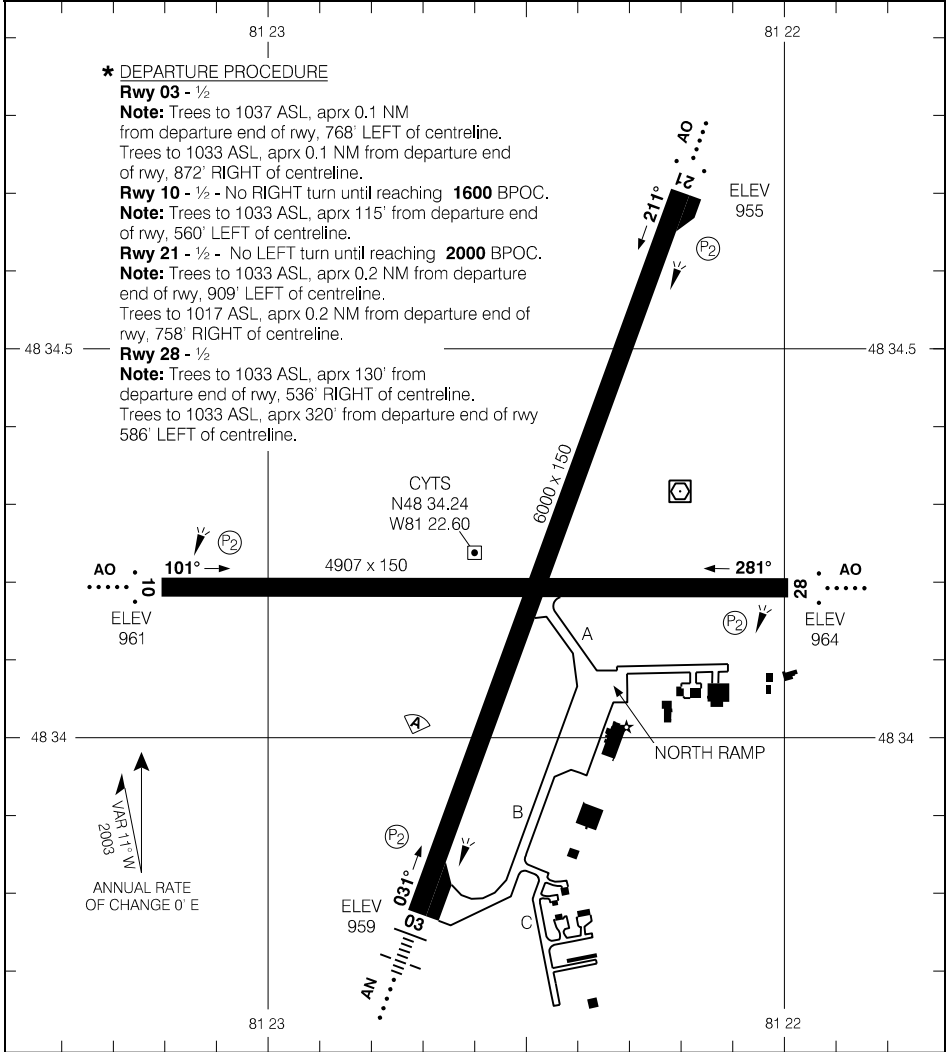 81 23
81 22
* DEPARTURE PROCEDURE
Rwy 03 - ½
Note: Trees to 1037 ASL, aprx 0.1 NM
from departure end of rwy, 768' LEFT of centreline.
Trees to 1033 ASL, aprx 0.1 NM from departure end
of rwy, 872' RIGHT of centreline.
Rwy 10 - ½ - No RIGHT turn until reaching 1600 BPOC.
Note: Trees to 1033 ASL, aprx 115' from departure end
of rwy, 560' LEFT of centreline.
Rwy 21 - ½ - No LEFT turn until reaching 2000 BPOC.
Note: Trees to 1033 ASL, aprx 0.2 NM from departure
end of rwy, 909' LEFT of centreline.
Trees to 1017 ASL, aprx 0.2 NM from departure end of
rwy, 758' RIGHT of centreline.
Rwy 28 - ½
Note: Trees to 1033 ASL, aprx 130' from
departure end of rwy, 536' RIGHT of centreline.
Trees to 1033 ASL, aprx 320' from departure end of rwy
586' LEFT of centreline.
AO
21
ELEV
955
211°
P2
48 34.5
48 34.5
6000 x 150
CYTS
N48 34.24
W81 22.60
P2
AO
10
101°
4907 x 150
281°
28
AO
ELEV
961
P2
ELEV
964
A
A
48 34
48 34
NORTH RAMP
VAR 11° W
2003
ANNUAL RATE
OF CHANGE 0' E
B
P2
031°
ELEV
959
03
C
AN
81 23
81 22